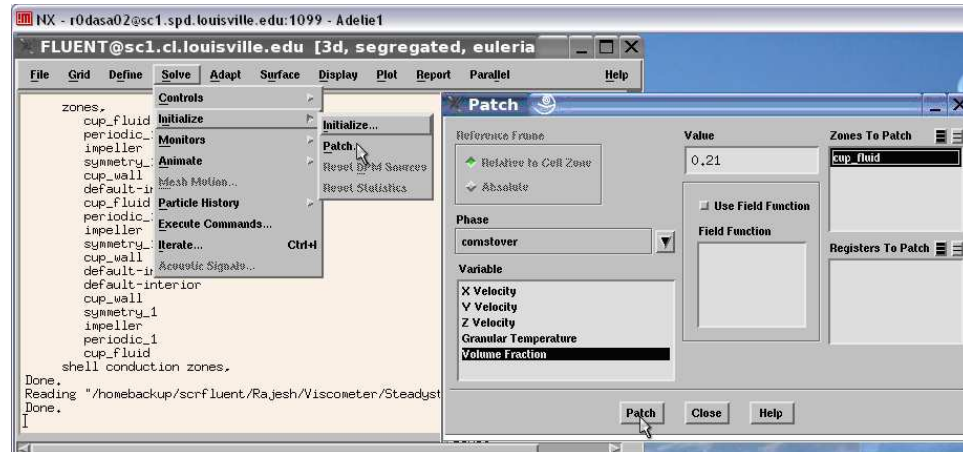 NX - r0dasa02@sc1.spd.louisville.edu:1099 - Adelie1
FLUENT@sc1.cl.louisville.edu [3d, segregated, euleria
File Grid Define Solve Adapt Surface Display Plot Report Parallel Help
zones,
cup_fluid
periodic_
impeller
symmetry_
cup_wall
default-ir
cup_fluid
periodic_
impeller
symmetry_
cup_wall
default-ir
default-interior
cup_wall
symmetry_1
impeller
periodic_1
cup_fluid
shell conduction zones,
Done.
Reading "/homebackup/scrfluent/Rajesh/Viscometer/Steadyst
Done.
Controls
Initialize
Monitors
Animate
Mesh Motion...
Particle History
Execute Commands...
Iterate... Ctrl+I
Acoustic Signals...
Initialize...
Patch...
Reset DPM Sources
Reset Statistics
Patch
Reference Frame
Relative to Cell Zone
Absolute
Phase
cornstover
Variable
X Velocity
Y Velocity
Z Velocity
Granular Temperature
Volume Fraction
Value
0.21
Use Field Function
Field Function
Zones To Patch
cup_fluid
Registers To Patch
Patch Close Help